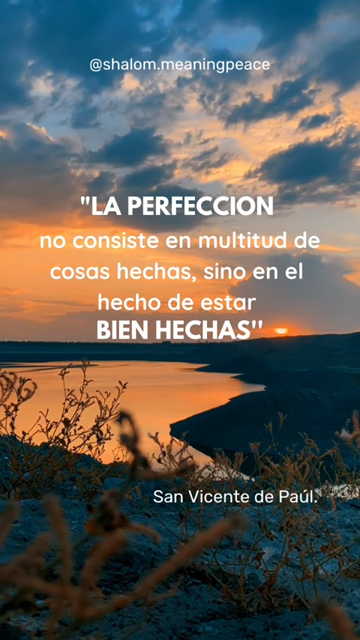 @shalom.meaningpeace
"LA PERFECCION
no consiste en multitud de
cosas hechas, sino en el
hecho de estar
BIEN HECHAS"
San Vicente de Paúl.